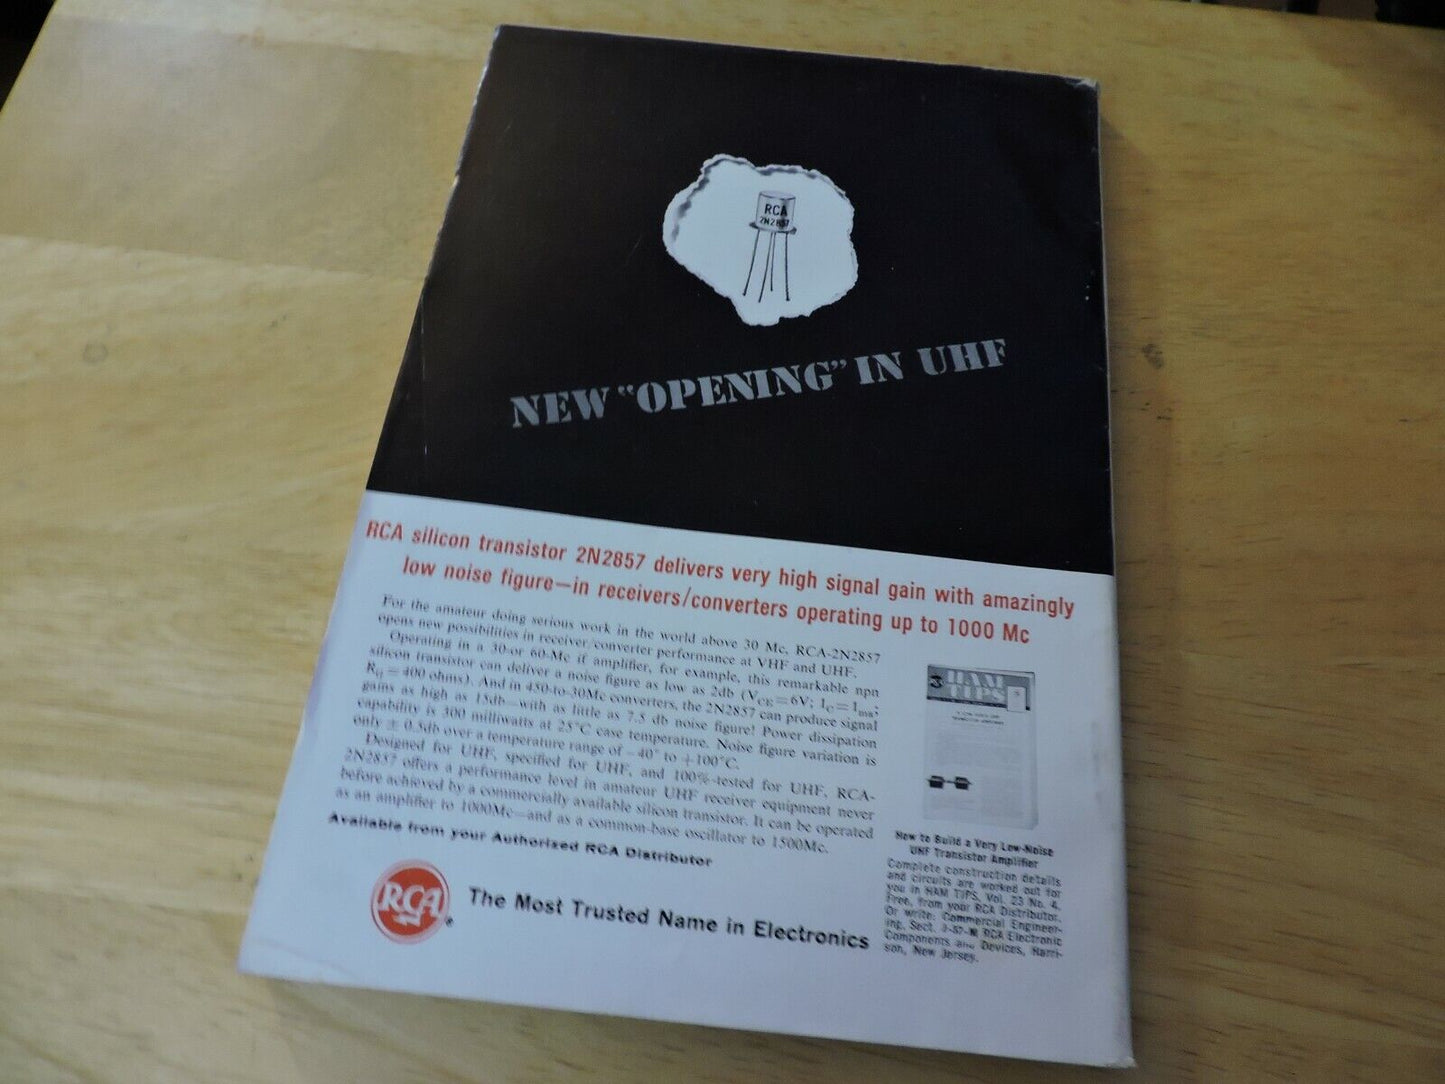 RCA
2N2857
NEW "OPENING" IN UHF
RCA silicon transistor 2N2857 delivers very high signal gain with amazingly
low noise figure—in receivers/converters operating up to 1000 Mc
For the amateur doing serious work in the world above 30 Mc, RCA-2N2857
opens new possibilities in receiver/converter performance at VHF and UHF.
Operating in a 30-or 60-Mc if amplifier, for example, this remarkable npn
silicon transistor can deliver a noise figure as low as 2db (VCE=6V; IC=1ma;
= 400 ohms). And in 450-to-30Mc converters, the 2N2857 can produce signal
gains as high as 15db—with as little as 7.5 db noise figure! Power dissipation
capability is 300 milliwatts at 25°C case temperature. Noise figure variation is
only ± 0.5db over a temperature range of –40° to +100°C.
Designed for UHF, specified for UHF, and 100%-tested for UHF, RCA-
2N2857 offers a performance level in amateur UHF receiver equipment never
before achieved by a commercially available silicon transistor. It can be operated
as an amplifier to 1000Mc—and as a common-base oscillator to 1500Mc.
Available from your Authorized RCA Distributor
RCA ®
The Most Trusted Name in Electronics
HAM
TIPS
How to Build a Very Low-Noise
UHF Transistor Amplifier
Complete construction details
and circuits are worked out for
you in HAM TIPS, Vol. 23 No. 4.
Free, from your RCA Distributor.
Or write: Commercial Engineer-
ing, Sect. RCA Electronic
Components and Devices, Harri-
son, New Jersey.